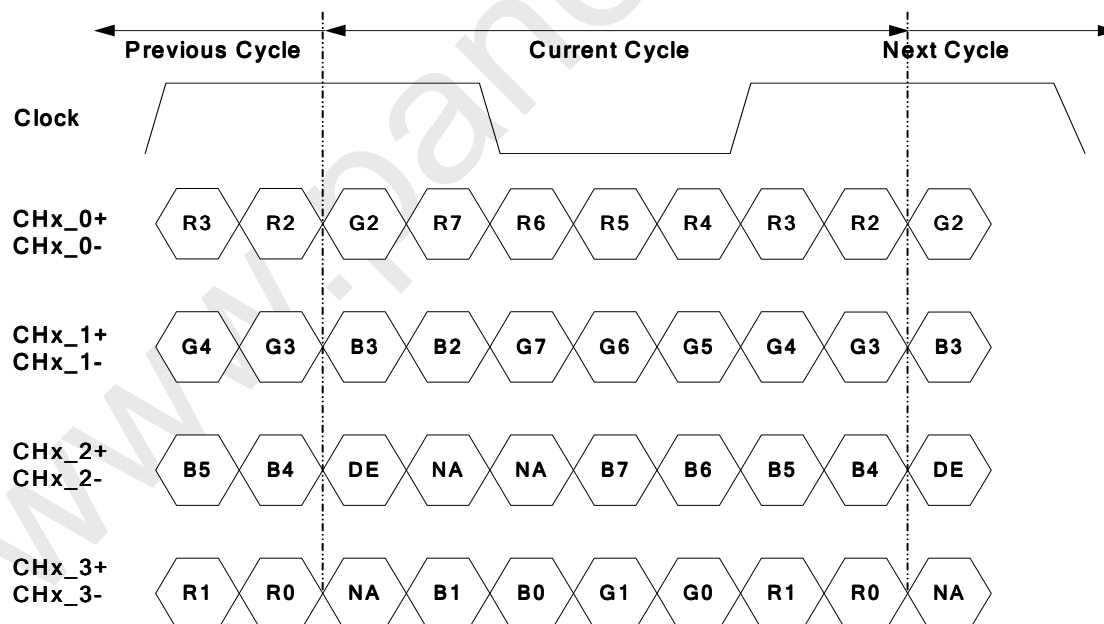 Previous Cycle Current Cycle Next Cycle
Clock
CHx_0+
CHx_0-
R3 R2 G2 R7 R6 R5 R4 R3 R2 G2
CHx_1+
CHx_1-
G4 G3 B3 B2 G7 G6 G5 G4 G3 B3
CHx_2+
CHx_2-
B5 B4 DE NA NA B7 B6 B5 B4 DE
CHx_3+
CHx_3-
R1 R0 NA B1 B0 G1 G0 R1 R0 NA
www.pan